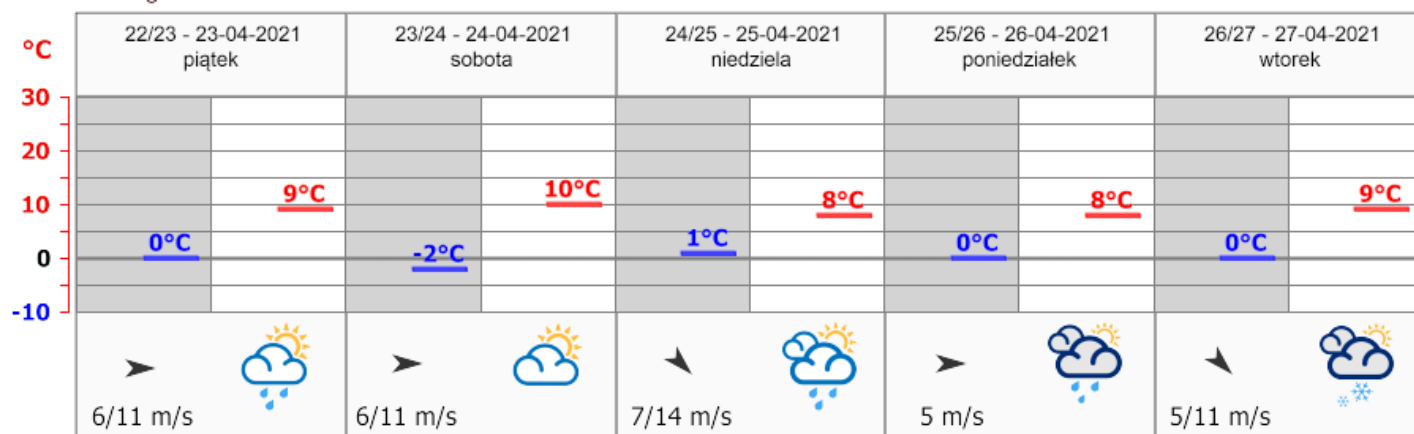 22/23 - 23-04-2021
piątek
23/24 - 24-04-2021
sobota
24/25 - 25-04-2021
niedziela
25/26 - 26-04-2021
poniedziałek
26/27 - 27-04-2021
wtorek
°C
30
20
10
0
-10
9°C
10°C
8°C
8°C
9°C
0°C
-2°C
1°C
0°C
0°C
6/11 m/s
6/11 m/s
7/14 m/s
5 m/s
5/11 m/s